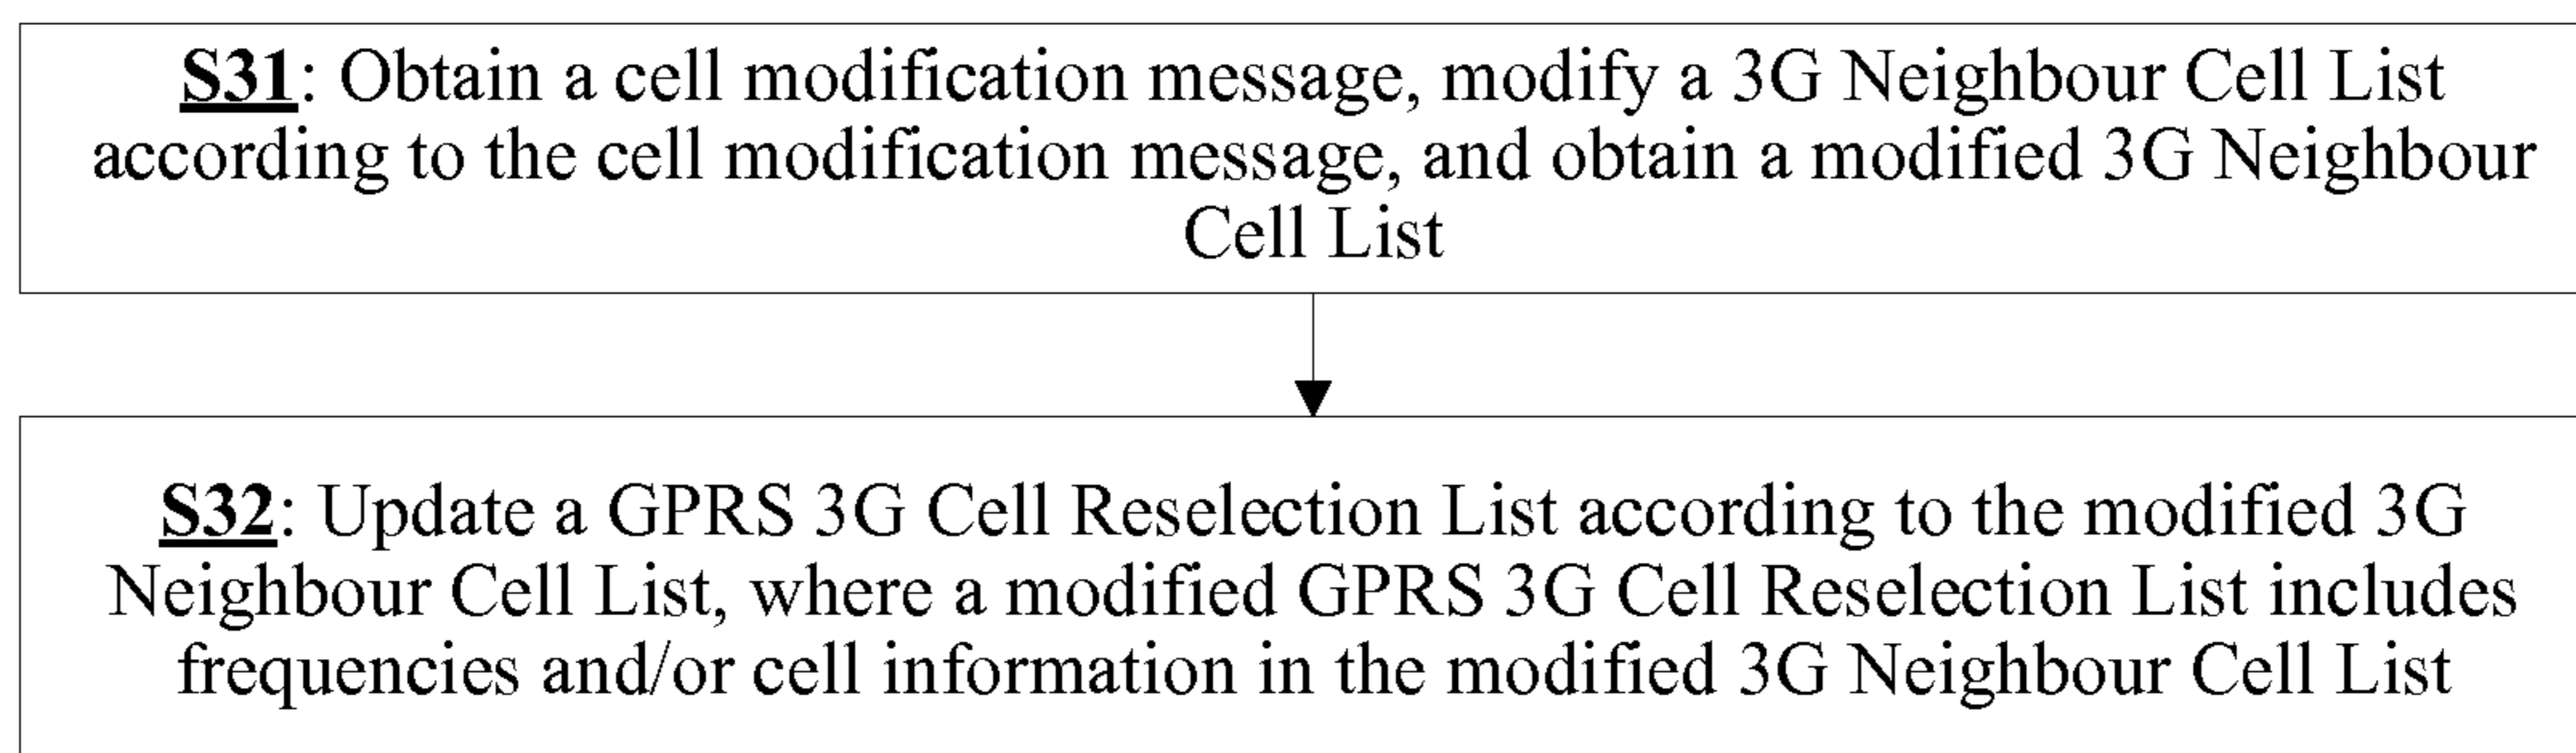 S31: Obtain a cell modification message, modify a 3G Neighbour Cell List
according to the cell modification message, and obtain a modified 3G Neighbour
Cell List
S32: Update a GPRS 3G Cell Reselection List according to the modified 3G
Neighbour Cell List, where a modified GPRS 3G Cell Reselection List includes
frequencies and/or cell information in the modified 3G Neighbour Cell List